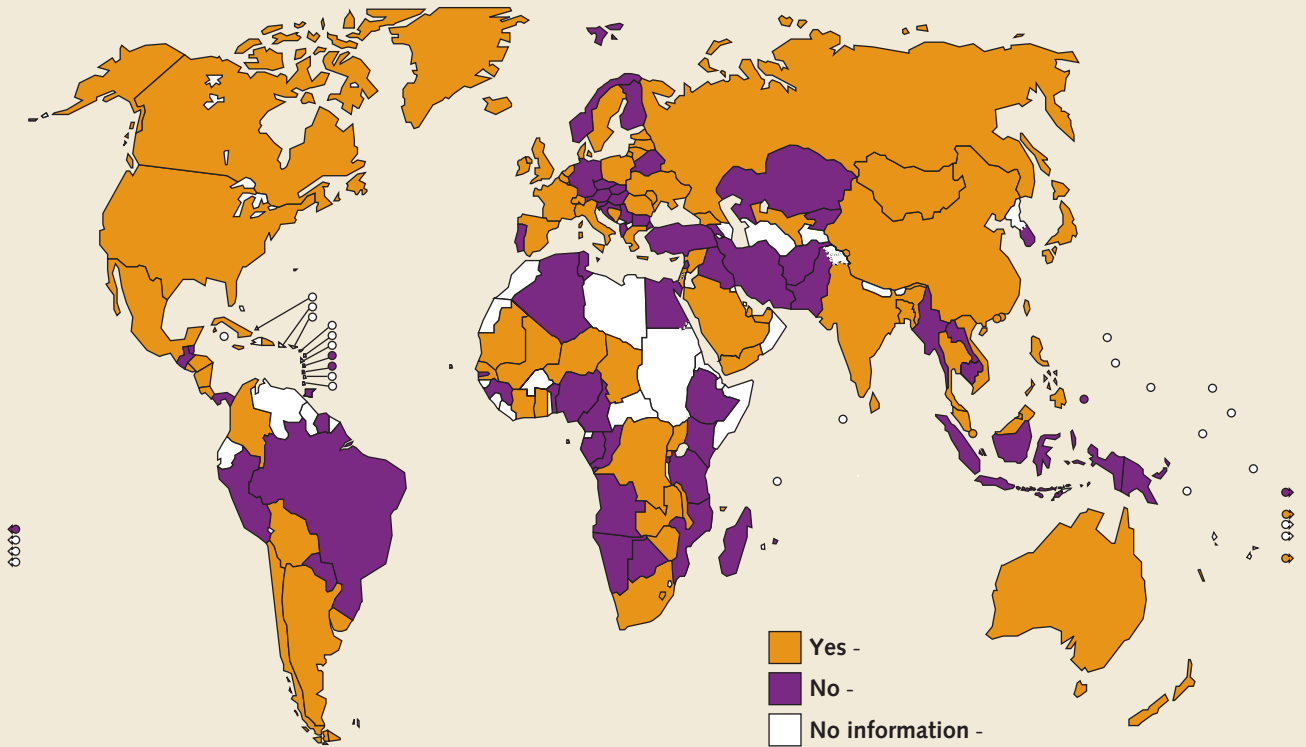 Yes -
No -
No information -